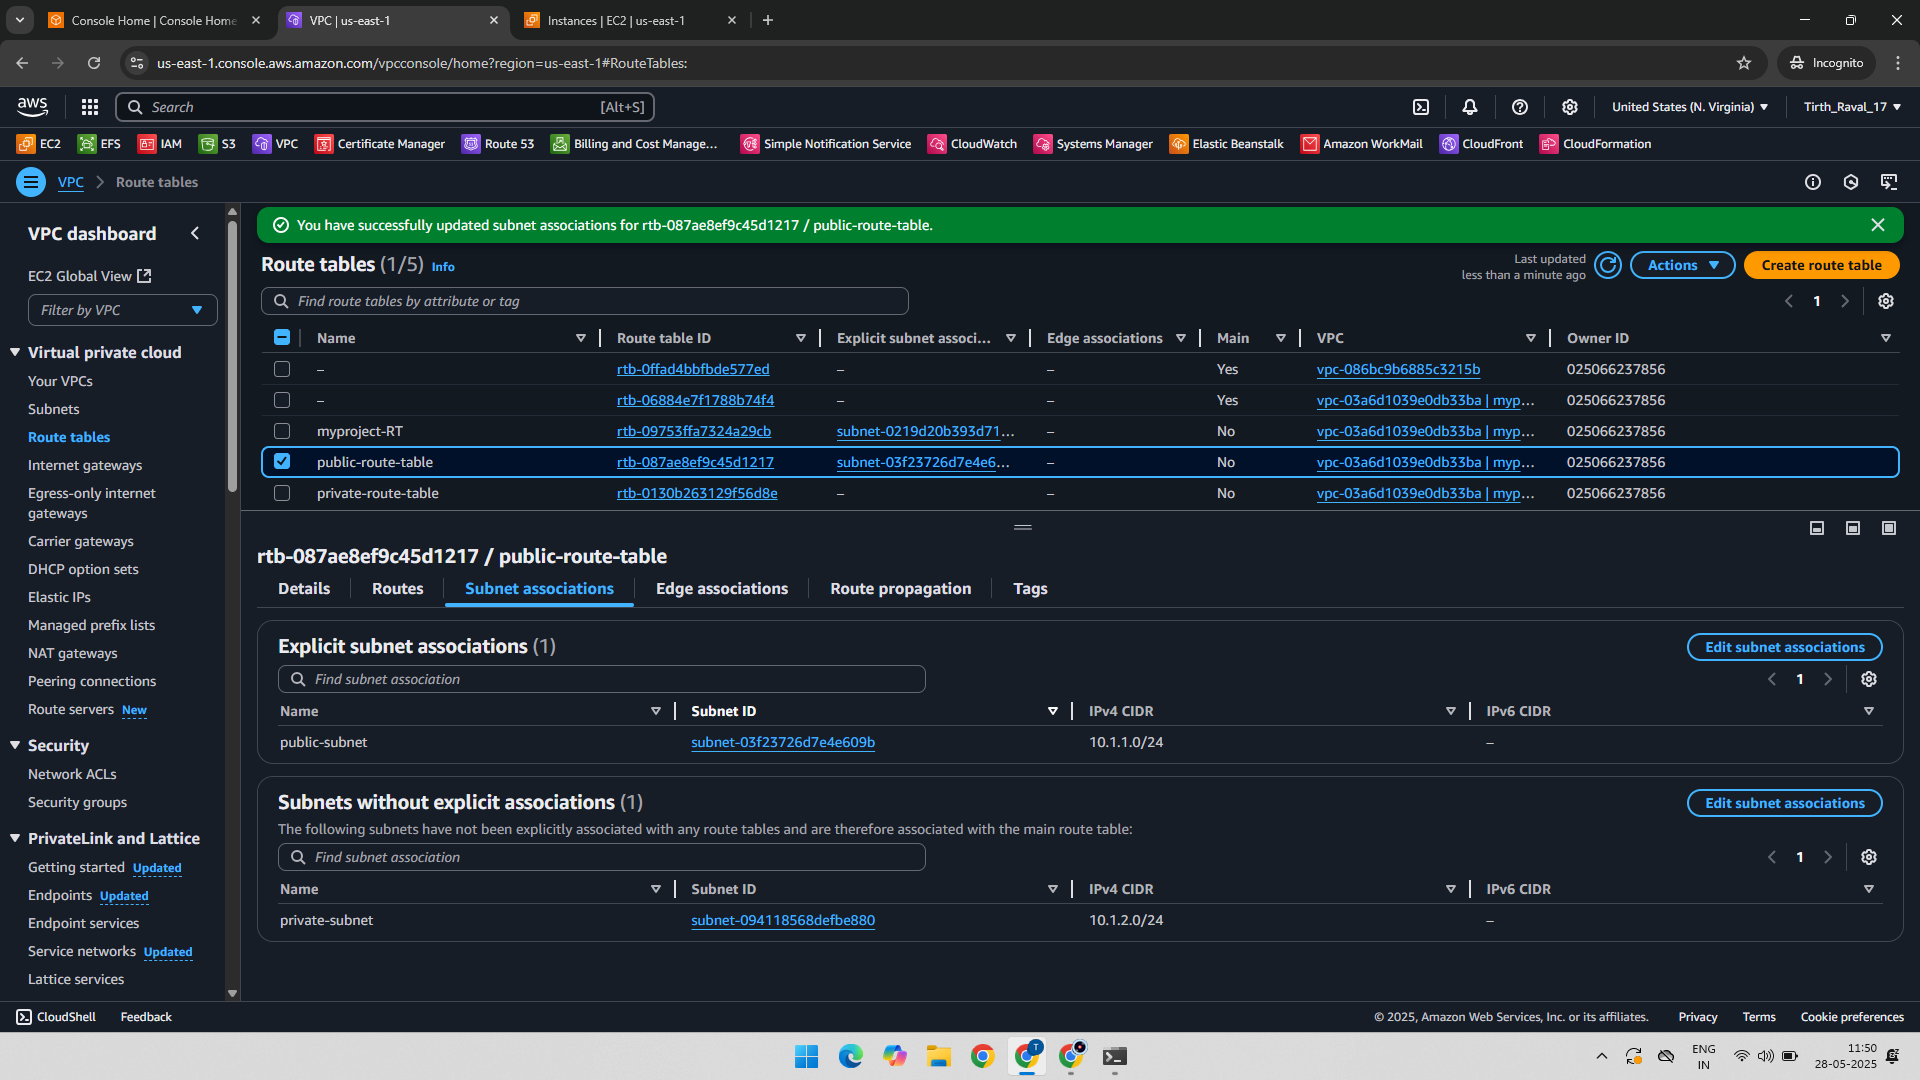 Console Home | Console Home
VPC | us-east-1
Instances | EC2 | us-east-1
us-east-1.console.aws.amazon.com/vpcconsole/home?region=us-east-1#RouteTables:
Incognito
aws
Search
[Alt+S]
United States (N. Virginia)
Tirth_Raval_17
EC2
EFS
IAM
S3
VPC
Certificate Manager
Route 53
Billing and Cost Manage...
Simple Notification Service
CloudWatch
Systems Manager
Elastic Beanstalk
Amazon WorkMail
CloudFront
CloudFormation
VPC
Route tables
VPC dashboard
EC2 Global View
Filter by VPC
Virtual private cloud
Your VPCs
Subnets
Route tables
Internet gateways
Egress-only internet
gateways
Carrier gateways
DHCP option sets
Elastic IPs
Managed prefix lists
NAT gateways
Peering connections
Route servers New
Security
Network ACLs
Security groups
PrivateLink and Lattice
Getting started Updated
Endpoints Updated
Endpoint services
Service networks Updated
Lattice services
You have successfully updated subnet associations for rtb-087ae8ef9c45d1217 / public-route-table.
Route tables (1/5) Info
Last updated
less than a minute ago
Actions
Create route table
Find route tables by attribute or tag
1
Name Route table ID Explicit subnet associ... Edge associations Main VPC Owner ID
– rtb-0ffad4bbfbde577ed – – Yes vpc-086bc9b6885c3215b 025066237856
– rtb-06884e7f1788b74f4 – – Yes vpc-03a6d1039e0db33ba | myp... 025066237856
myproject-RT rtb-09753ffa7324a29cb subnet-0219d20b393d71... – No vpc-03a6d1039e0db33ba | myp... 025066237856
public-route-table rtb-087ae8ef9c45d1217 subnet-03f23726d7e4e6... – No vpc-03a6d1039e0db33ba | myp... 025066237856
private-route-table rtb-0130b263129f56d8e – – No vpc-03a6d1039e0db33ba | myp... 025066237856
rtb-087ae8ef9c45d1217 / public-route-table
Details
Routes
Subnet associations
Edge associations
Route propagation
Tags
Explicit subnet associations (1)
Edit subnet associations
Find subnet association
1
Name Subnet ID IPv4 CIDR IPv6 CIDR
public-subnet subnet-03f23726d7e4e609b 10.1.1.0/24 –
Subnets without explicit associations (1)
Edit subnet associations
The following subnets have not been explicitly associated with any route tables and are therefore associated with the main route table:
Find subnet association
1
Name Subnet ID IPv4 CIDR IPv6 CIDR
private-subnet subnet-094118568defbe880 10.1.2.0/24 –
CloudShell
Feedback
© 2025, Amazon Web Services, Inc. or its affiliates.
Privacy
Terms
Cookie preferences
T
ENG
IN
11:50
28-05-2025